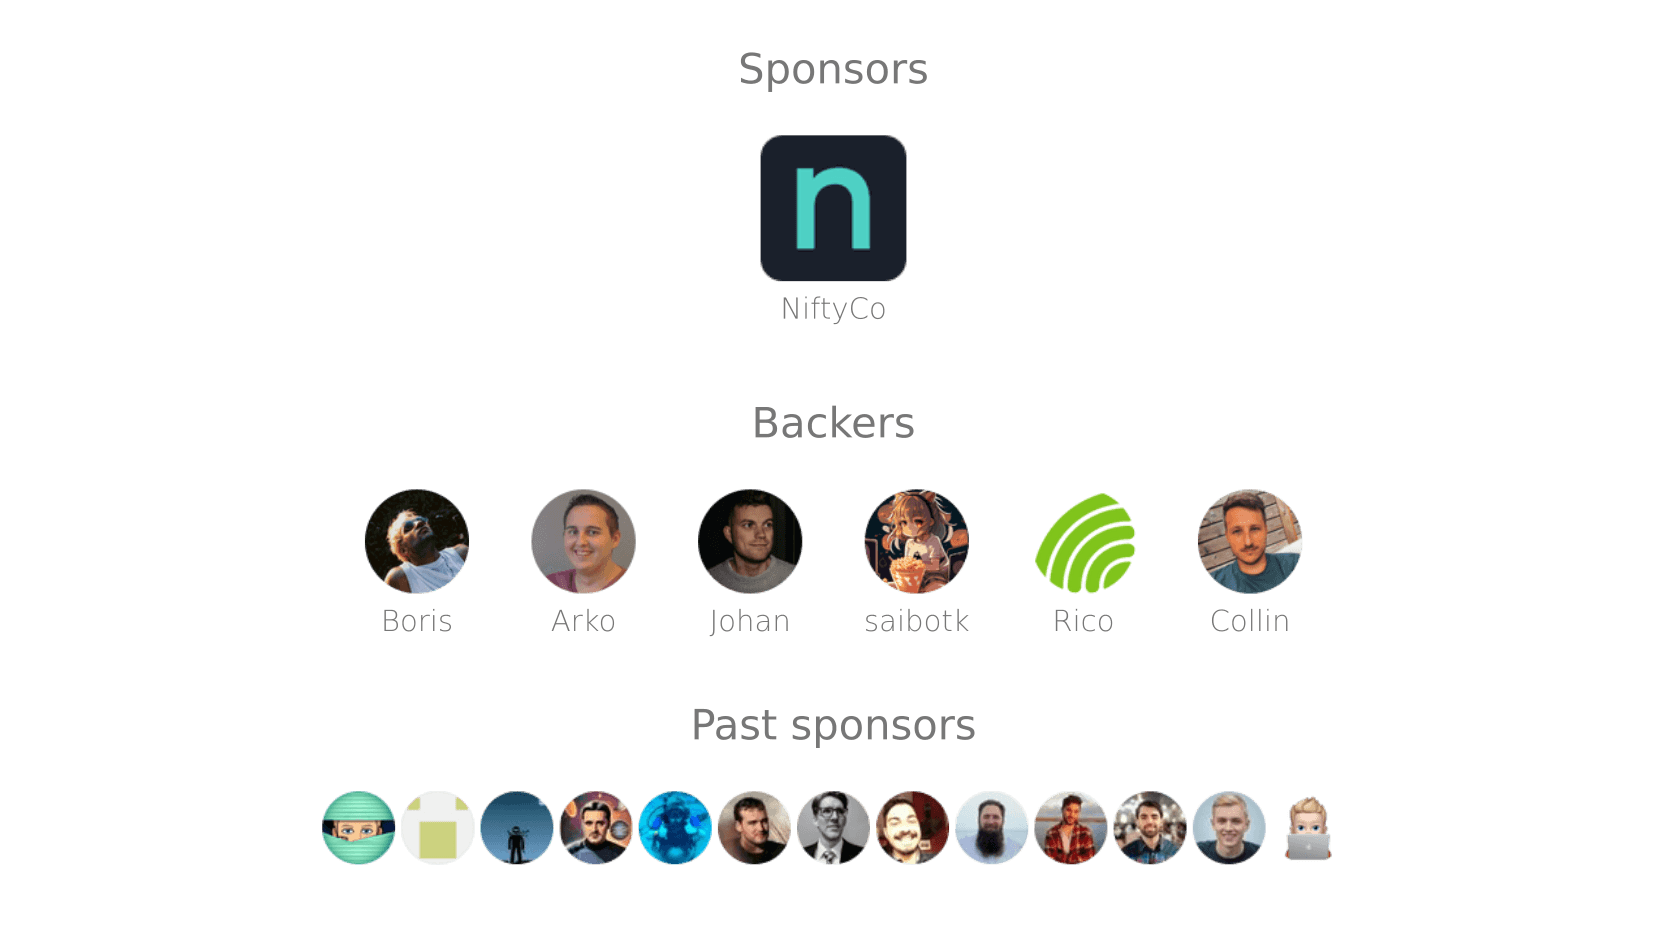 Sponsors
n
NiftyCo
Backers
Boris Arko Johan saibotk Rico Collin
Past sponsors